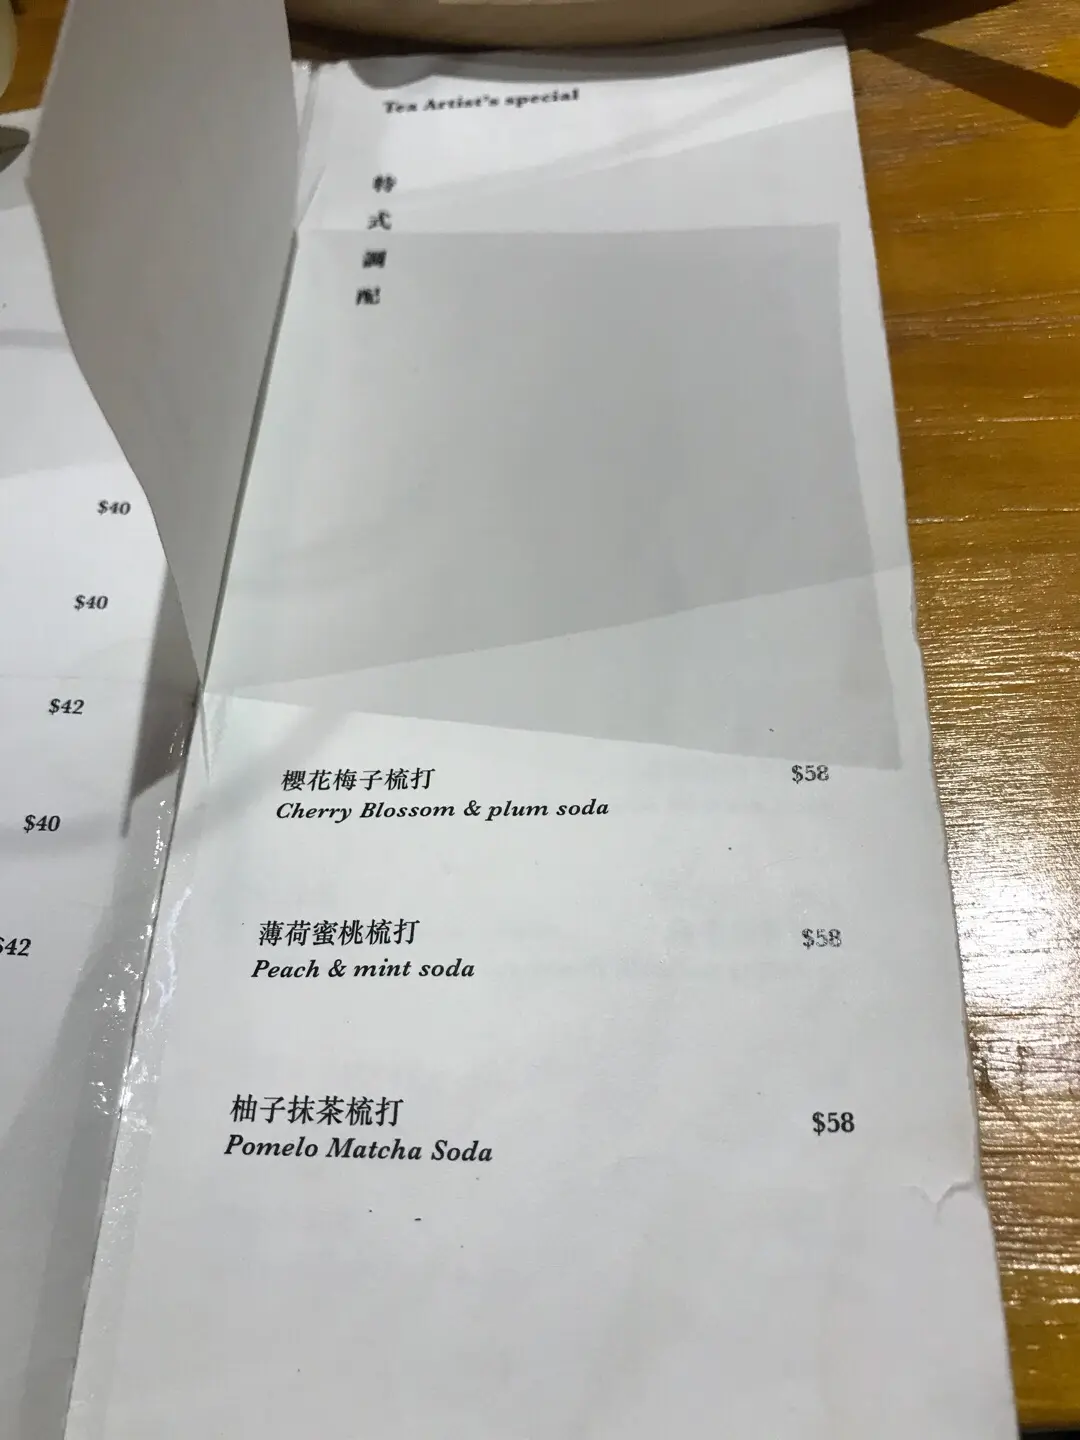 Tea Artist's special
特式調配
$40
$40
$42
$40
$42
櫻花梅子梳打 $58
Cherry Blossom & plum soda
薄荷蜜桃梳打 $58
Peach & mint soda
柚子抹茶梳打 $58
Pomelo Matcha Soda